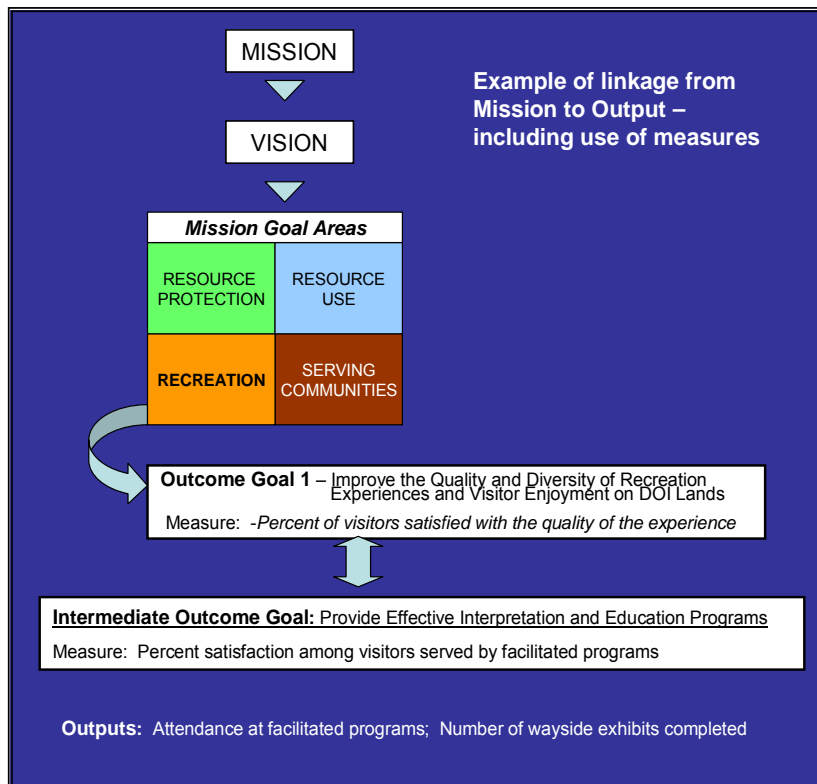 MISSION
Example of linkage from
Mission to Output –
including use of measures
VISION
Mission Goal Areas
RESOURCE
PROTECTION
RESOURCE
USE
RECREATION
SERVING
COMMUNITIES
Outcome Goal 1 – Improve the Quality and Diversity of Recreation
Experiences and Visitor Enjoyment on DOI Lands
Measure: -Percent of visitors satisfied with the quality of the experience
Intermediate Outcome Goal: Provide Effective Interpretation and Education Programs
Measure: Percent satisfaction among visitors served by facilitated programs
Outputs: Attendance at facilitated programs; Number of wayside exhibits completed